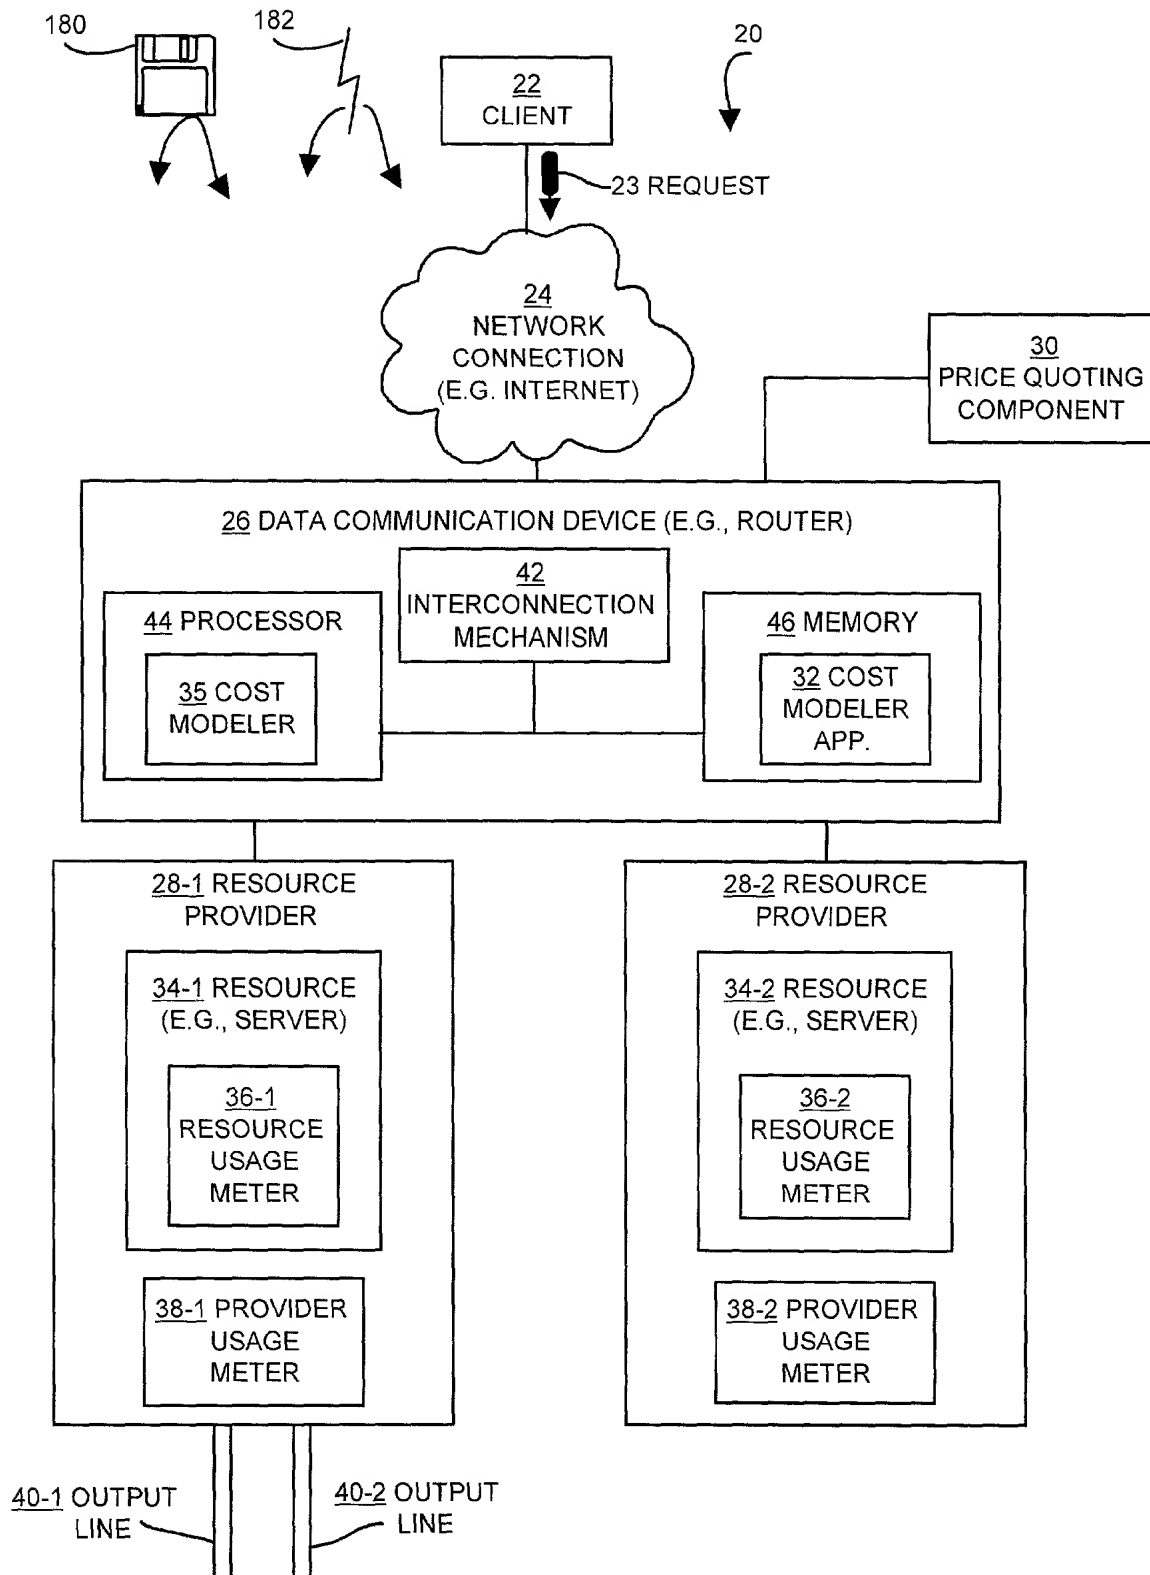 180
182
20
22
CLIENT
23 REQUEST
24
NETWORK
CONNECTION
(E.G. INTERNET)
30
PRICE QUOTING
COMPONENT
26 DATA COMMUNICATION DEVICE (E.G., ROUTER)
42
INTERCONNECTION
MECHANISM
44 PROCESSOR
35 COST
MODELER
46 MEMORY
32 COST
MODELER
APP.
28-1 RESOURCE
PROVIDER
34-1 RESOURCE
(E.G., SERVER)
36-1
RESOURCE
USAGE
METER
38-1 PROVIDER
USAGE
METER
28-2 RESOURCE
PROVIDER
34-2 RESOURCE
(E.G., SERVER)
36-2
RESOURCE
USAGE
METER
38-2 PROVIDER
USAGE
METER
40-1 OUTPUT
LINE
40-2 OUTPUT
LINE